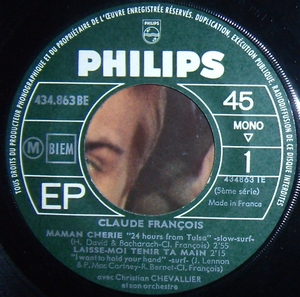 TOUS DROITS DU PRODUCTEUR PHONOGRAPHIQUE ET DU PROPRIÉTAIRE DE L'ŒUVRE ENREGISTRÉE RÉSERVÉS. DUPLICATION, EXÉCUTION PUBLIQUE, RADIODIFFUSION DE CE DISQUE INTERDITES
PHILIPS
PHILIPS
434.863 BE
45
MONO
M BIEM
1
434863 1E
(5ème série)
EP
Made in France
CLAUDE FRANÇOIS
MAMAN CHERIE "24 hours from Tulsa" -slow-surf-
(H. David & Bacharach-Cl. François) 2'55
LAISSE-MOI TENIR TA MAIN 2'15
"I want to hold your hand" -surf- (J. Lennon
& P. Mac Cartney-R. Bernet-Cl. François)
avec Christian CHEVALLIER
et son orchestre